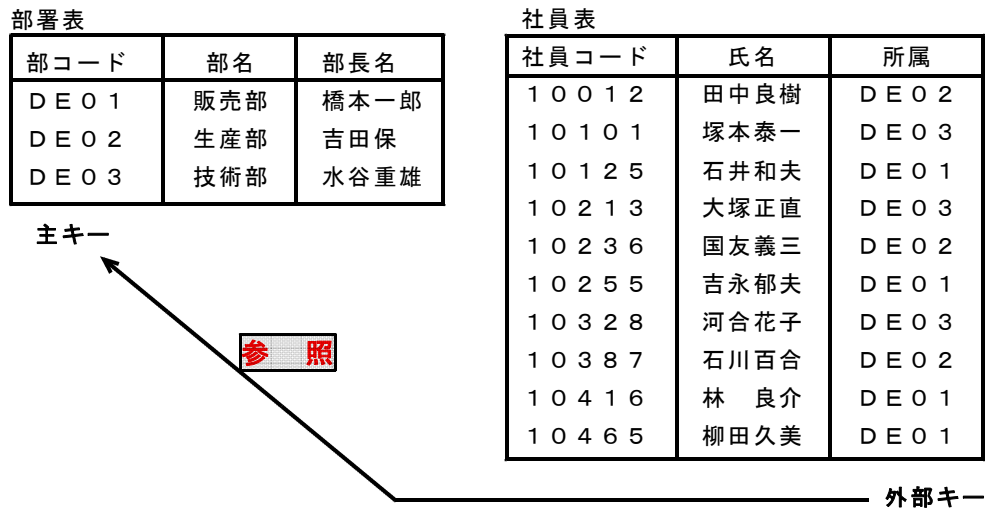 部署表
部コード 部名 部長名
ＤＥ０１ 販売部 橋本一郎
ＤＥ０２ 生産部 吉田保
ＤＥ０３ 技術部 水谷重雄
主キー
参　照
社員表
社員コード 氏名 所属
１００１２ 田中良樹 ＤＥ０２
１０１０１ 塚本泰一 ＤＥ０３
１０１２５ 石井和夫 ＤＥ０１
１０２１３ 大塚正直 ＤＥ０３
１０２３６ 国友義三 ＤＥ０２
１０２５５ 吉永郁夫 ＤＥ０１
１０３２８ 河合花子 ＤＥ０３
１０３８７ 石川百合 ＤＥ０２
１０４１６ 林　良介 ＤＥ０１
１０４６５ 柳田久美 ＤＥ０１
外部キー